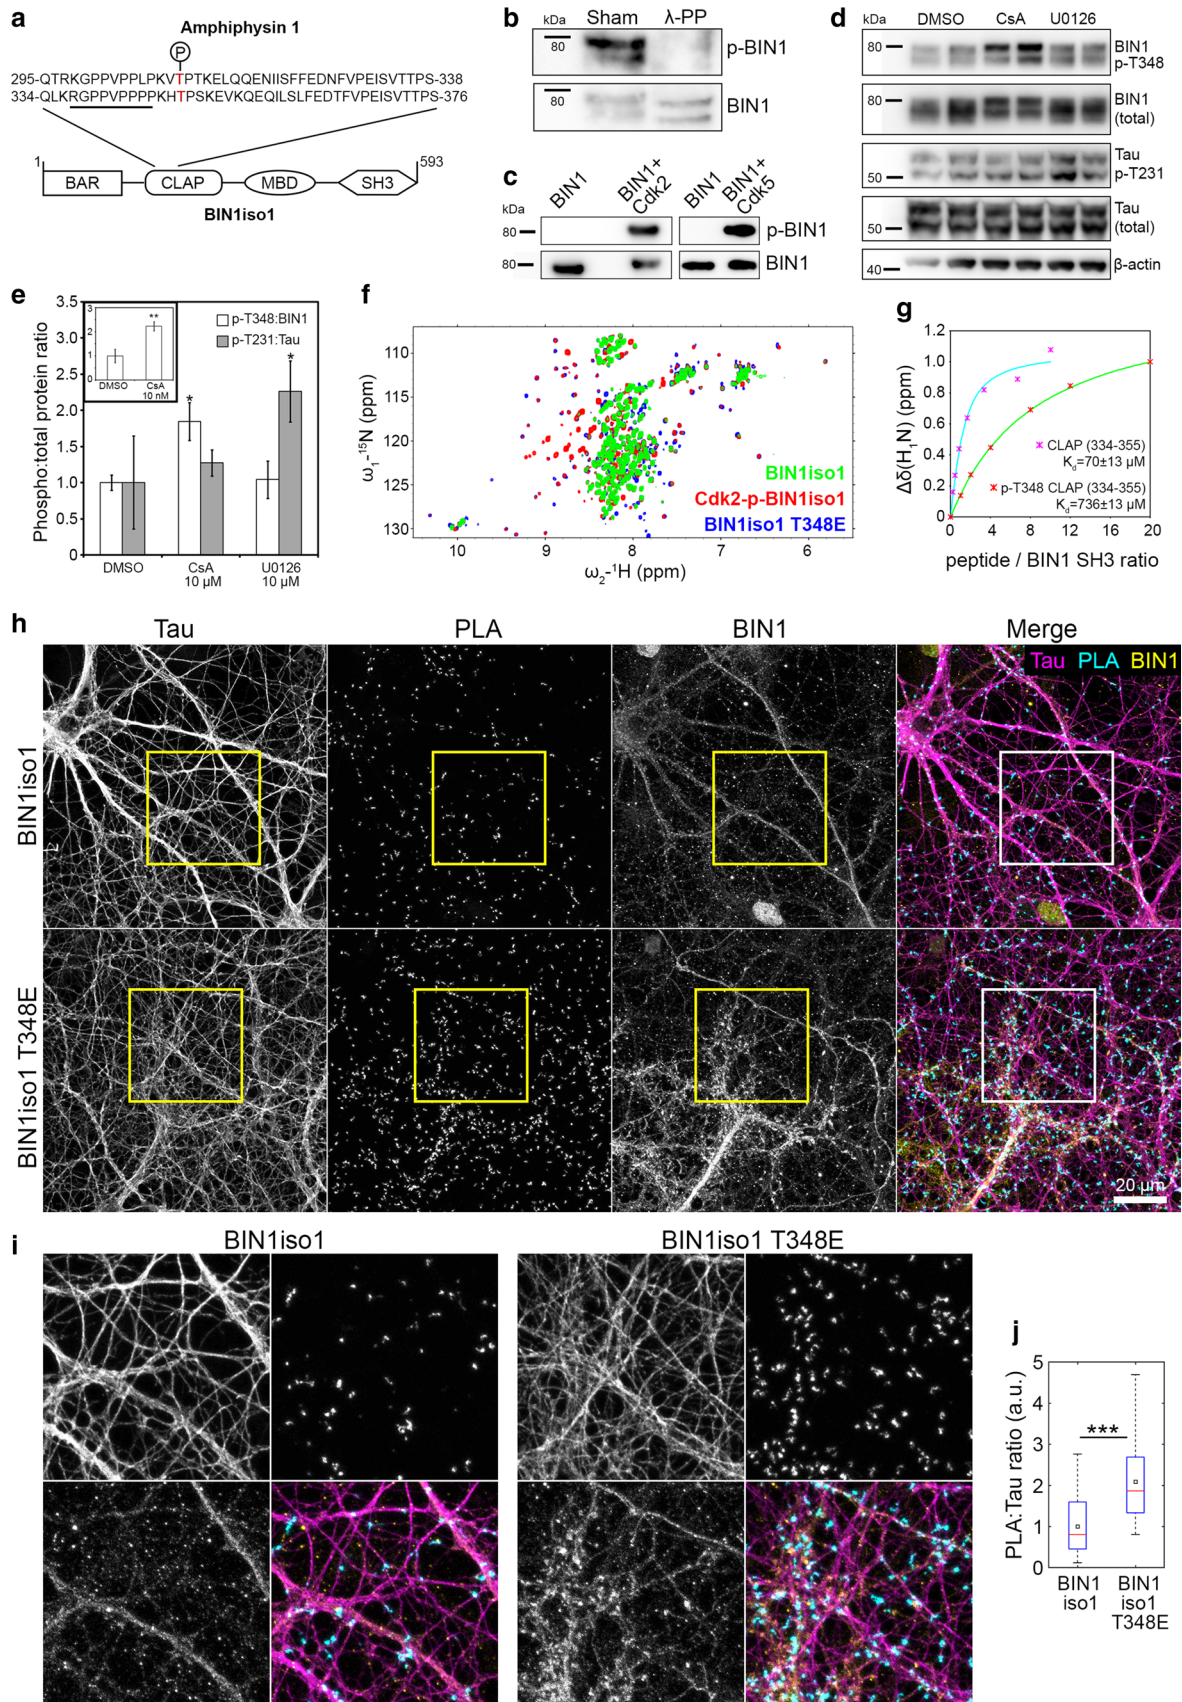 a
Amphiphysin 1
P
295-QTRKGPPVPPLPKVTPTKELQQENIISFFEDNFVPEISVTTPS-338
334-QLKRGPPVPPPPKHTPSKEVKQEQILSLFEDTFVPEISVTTPS-376
1
593
BAR
CLAP
MBD
SH3
BIN1iso1
b
kDa
Sham
λ-PP
80
p-BIN1
80
BIN1
c
kDa
BIN1
BIN1+
Cdk2
BIN1
BIN1+
Cdk5
80
p-BIN1
80
BIN1
d
kDa
DMSO
CsA
U0126
80
BIN1
p-T348
80
BIN1
(total)
50
Tau
p-T231
50
Tau
(total)
40
β-actin
e
Phospho:total protein ratio
3.5
3.0
2.5
2.0
1.5
1.0
0.5
0
3
2
1
0
**
DMSO
CsA
10 nM
p-T348:BIN1
p-T231:Tau
*
*
DMSO
CsA
10 µM
U0126
10 µM
f
ω₁-¹⁵N (ppm)
110
115
120
125
130
BIN1iso1
Cdk2-p-BIN1iso1
BIN1iso1 T348E
10
9
8
7
6
ω₂-¹H (ppm)
g
Δδ(H₁N) (ppm)
1.2
1.0
0.8
0.6
0.4
0.2
0
CLAP (334-355)
K_d=70±13 µM
p-T348 CLAP (334-355)
K_d=736±13 µM
0
4
8
12
16
20
peptide / BIN1 SH3 ratio
h
Tau
PLA
BIN1
Merge
Tau PLA BIN1
BIN1iso1
BIN1iso1 T348E
20 µm
i
BIN1iso1
BIN1iso1 T348E
j
PLA:Tau ratio (a.u.)
5
4
3
2
1
0
***
BIN1
iso1
BIN1
iso1
T348E